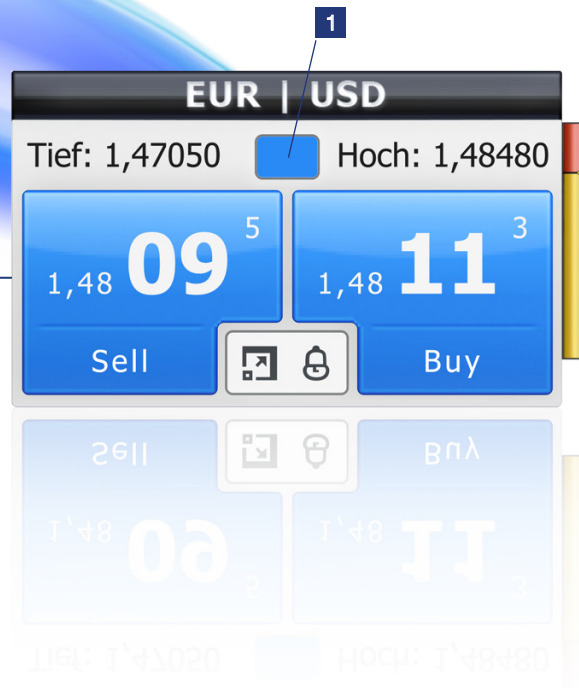 1
EUR | USD
Tief: 1,47050 Hoch: 1,48480
1,48 09 5 1,48 11 3
Sell Buy